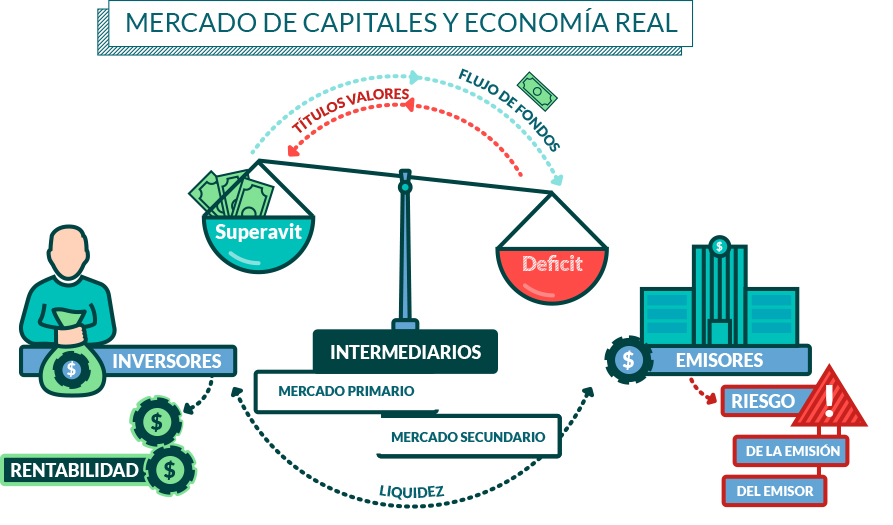 MERCADO DE CAPITALES Y ECONOMÍA REAL
FLUJO DE FONDOS
TÍTULOS VALORES
Superavit
Deficit
$
INTERMEDIARIOS
INVERSORES
$
EMISORES
$
MERCADO PRIMARIO
RIESGO
!
$
MERCADO SECUNDARIO
DE LA EMISIÓN
RENTABILIDAD
$
LIQUIDEZ
DEL EMISOR